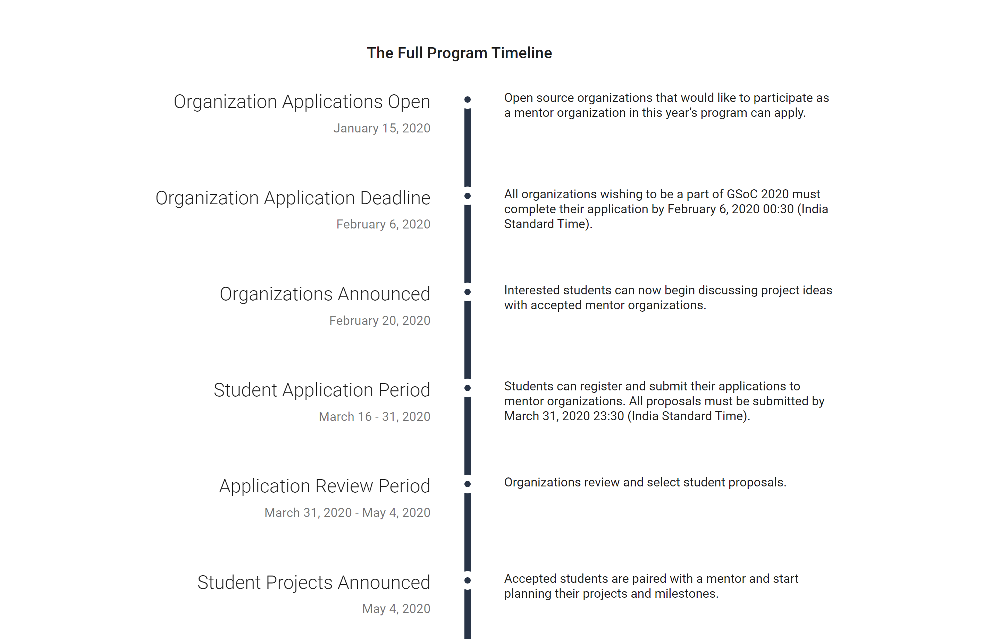 The Full Program Timeline
Organization Applications Open
January 15, 2020
Open source organizations that would like to participate as
a mentor organization in this year’s program can apply.
Organization Application Deadline
February 6, 2020
All organizations wishing to be a part of GSoC 2020 must
complete their application by February 6, 2020 00:30 (India
Standard Time).
Organizations Announced
February 20, 2020
Interested students can now begin discussing project ideas
with accepted mentor organizations.
Student Application Period
March 16 - 31, 2020
Students can register and submit their applications to
mentor organizations. All proposals must be submitted by
March 31, 2020 23:30 (India Standard Time).
Application Review Period
March 31, 2020 - May 4, 2020
Organizations review and select student proposals.
Student Projects Announced
May 4, 2020
Accepted students are paired with a mentor and start
planning their projects and milestones.